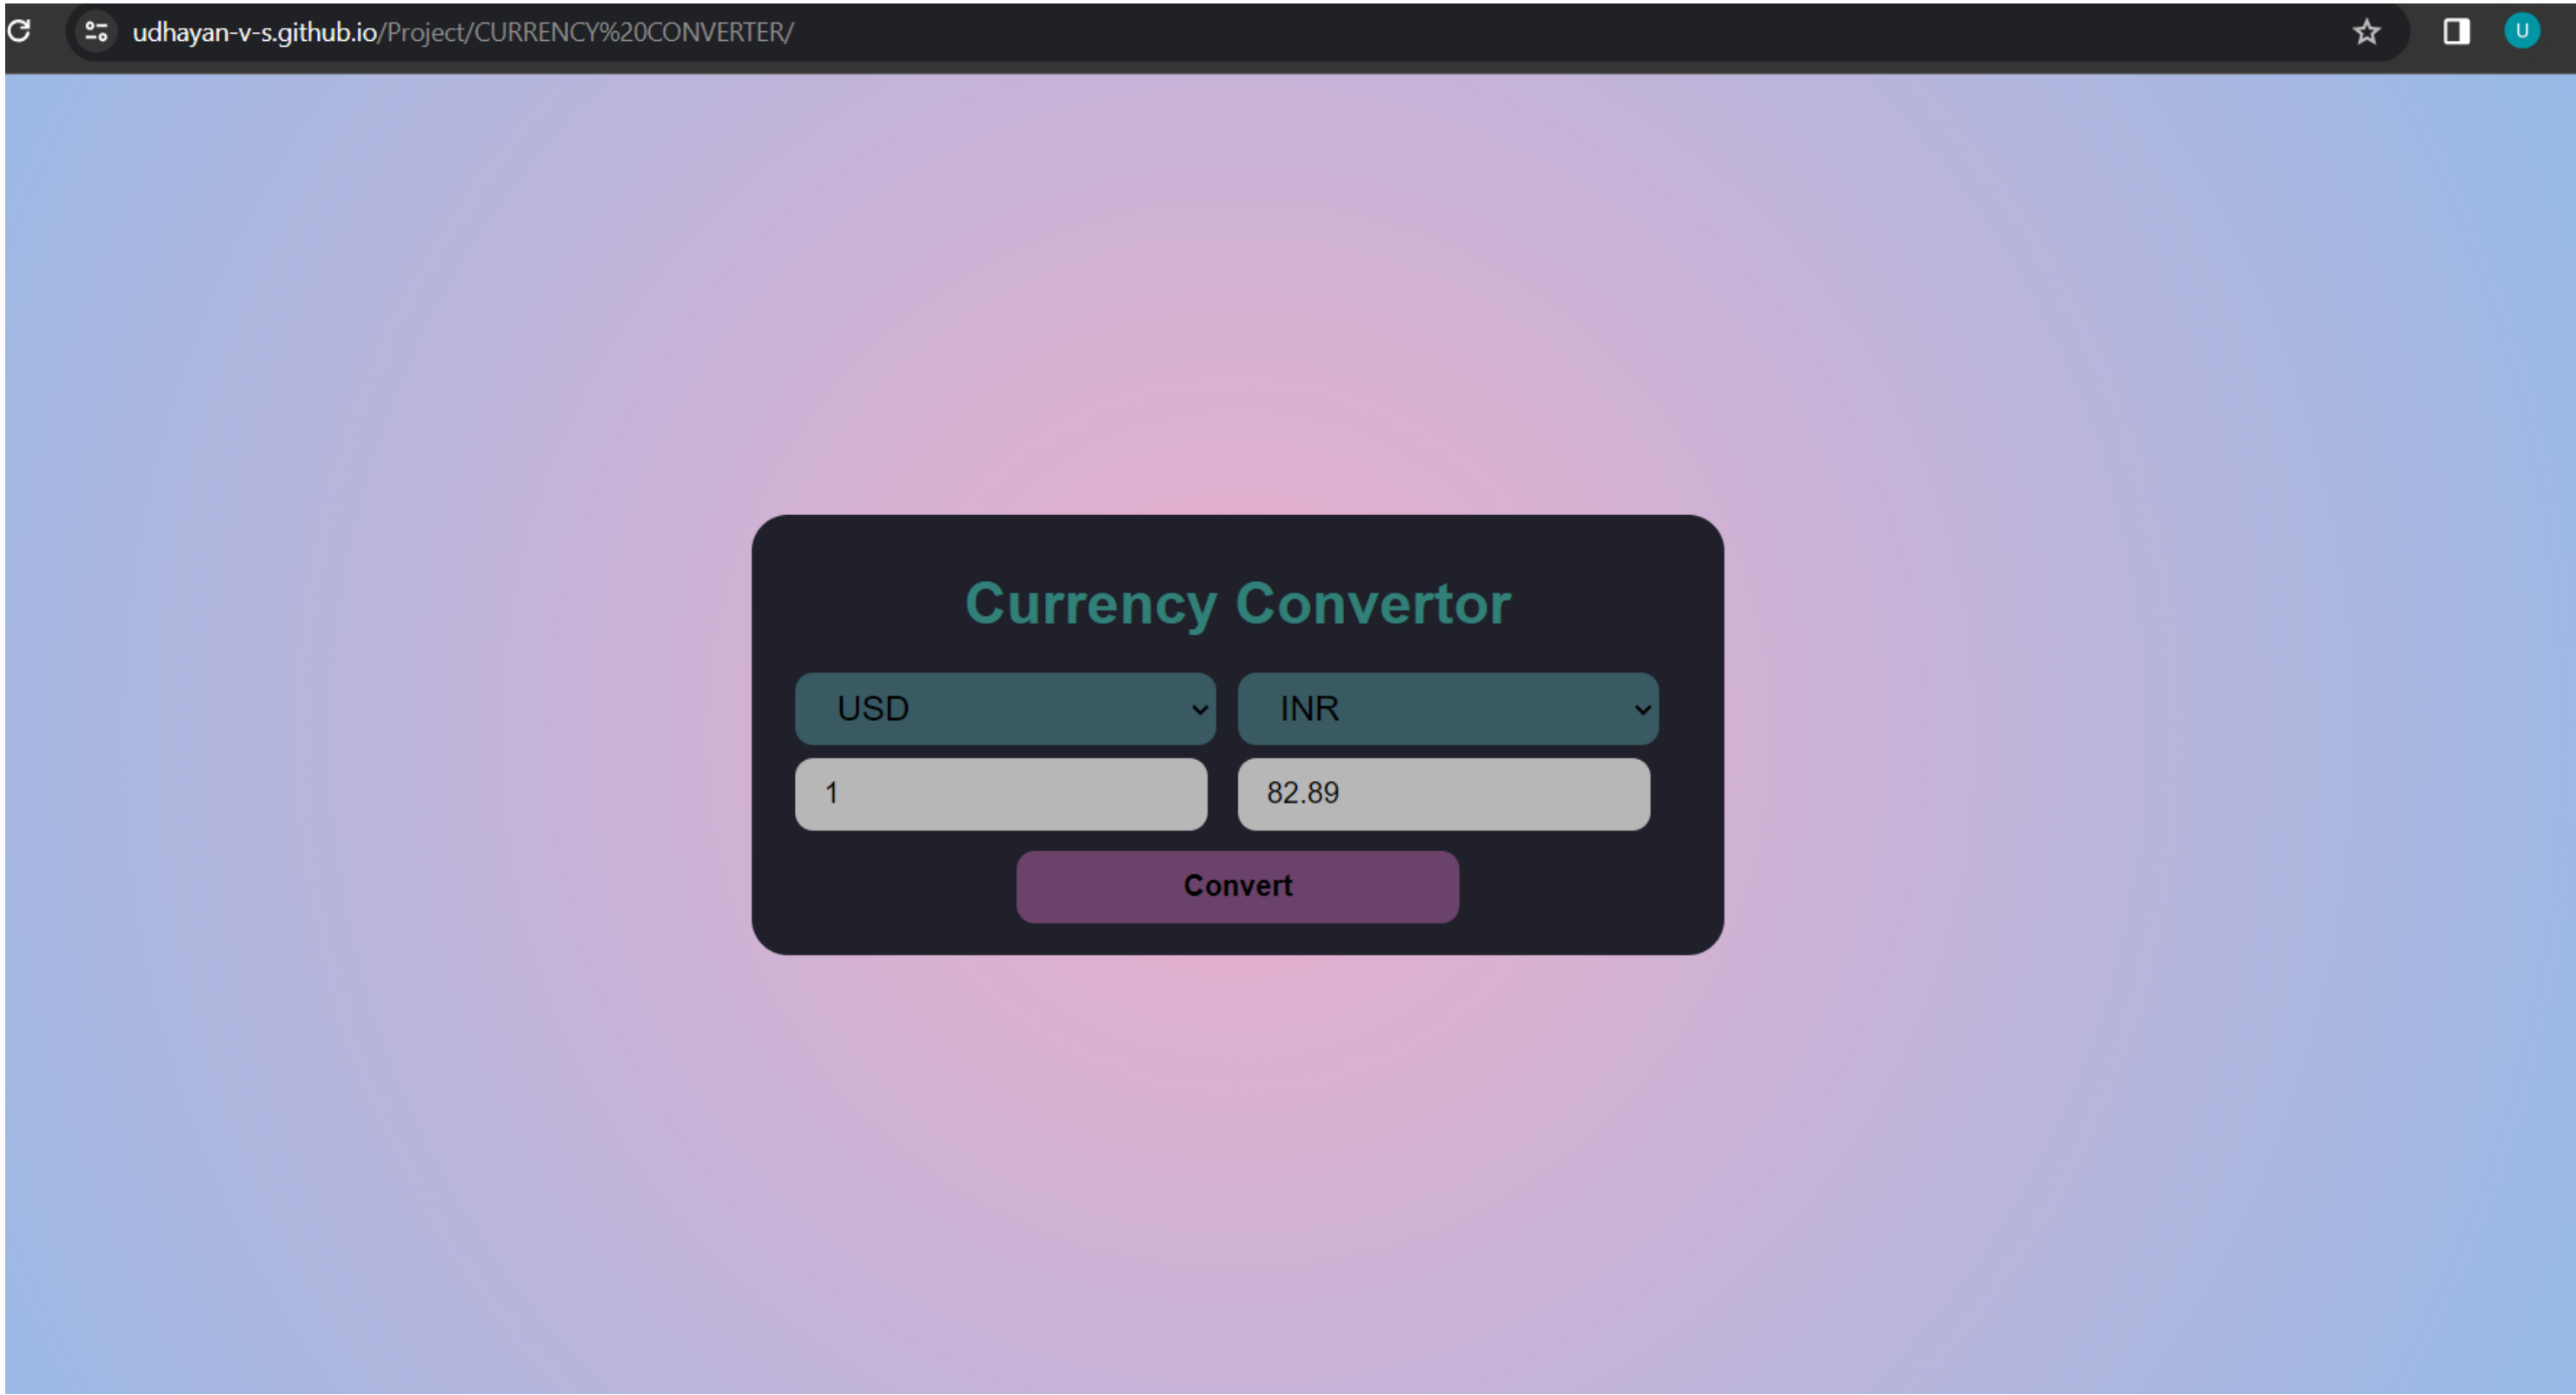 udhayan-v-s.github.io/Project/CURRENCY%20CONVERTER/
U
Currency Convertor
USD
INR
1
82.89
Convert